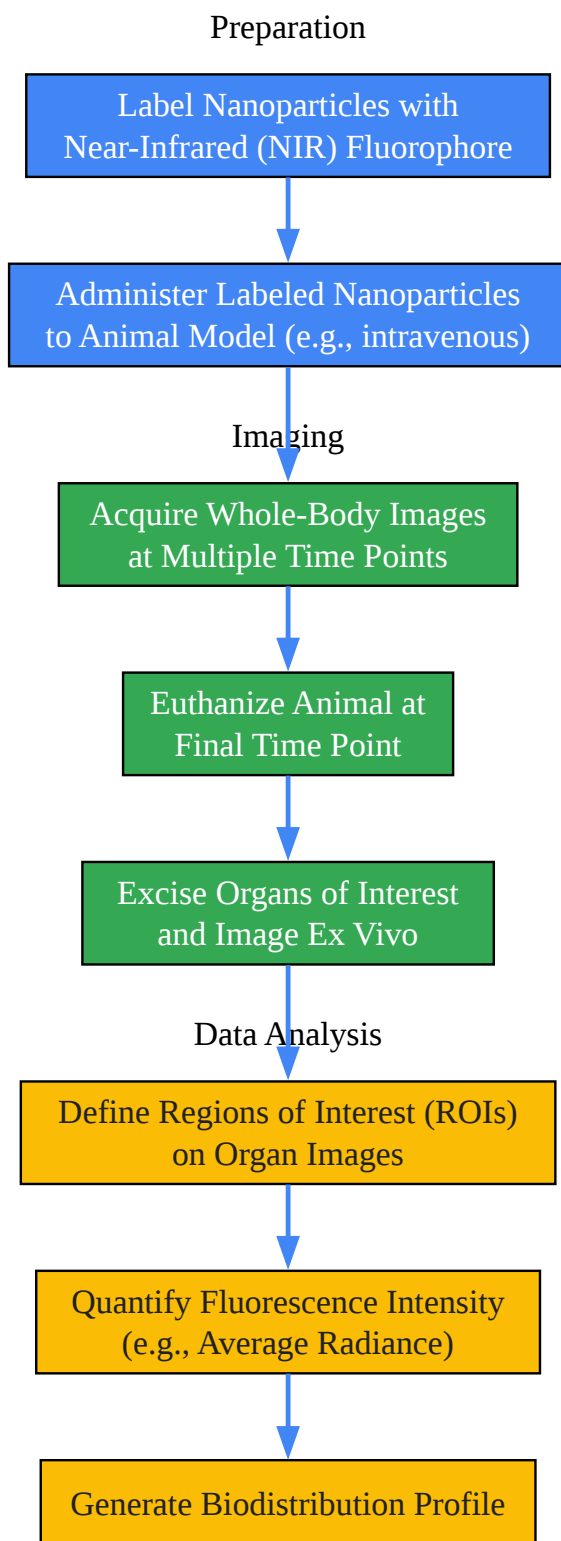 Preparation
Label Nanoparticles with
Near-Infrared (NIR) Fluorophore
Administer Labeled Nanoparticles
to Animal Model (e.g., intravenous)
Imaging
Acquire Whole-Body Images
at Multiple Time Points
Euthanize Animal at
Final Time Point
Excise Organs of Interest
and Image Ex Vivo
Data Analysis
Define Regions of Interest (ROIs)
on Organ Images
Quantify Fluorescence Intensity
(e.g., Average Radiance)
Generate Biodistribution Profile